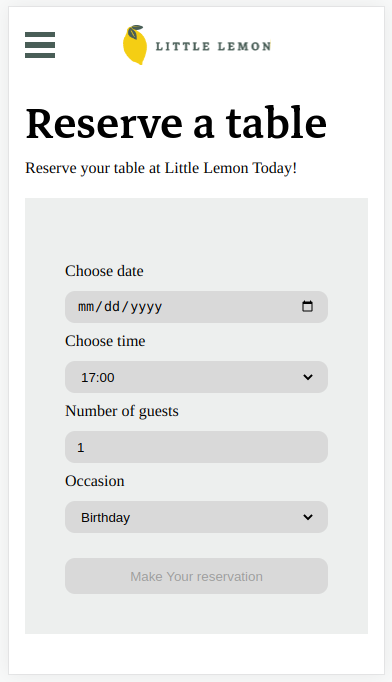 LITTLE LEMON
Reserve a table
Reserve your table at Little Lemon Today!
Choose date
mm/dd/yyyy
Choose time
17:00
Number of guests
1
Occasion
Birthday
Make Your reservation